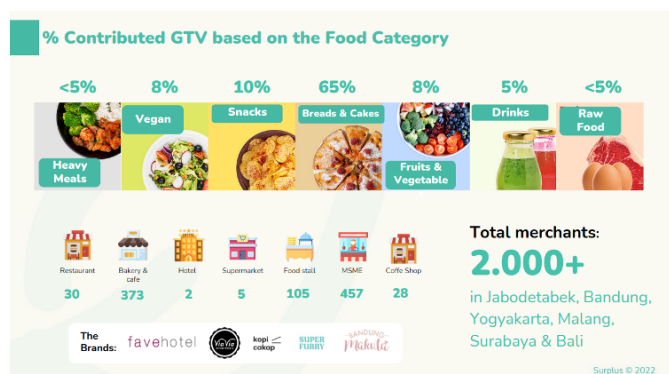 % Contributed GTV based on the Food Category
<5%
8%
10%
65%
8%
5%
<5%
Heavy
Meals
Vegan
Snacks
Breads & Cakes
Fruits &
Vegetable
Drinks
Raw
Food
Restaurant
30
Bakery &
cafe
373
Hotel
2
Supermarket
5
Food stall
105
MSME
457
Coffe Shop
28
Total merchants:
2.000+
in Jabodetabek, Bandung,
Yogyakarta, Malang,
Surabaya & Bali
The
Brands:
favehotel
VieVie
kopi
cakap
SUPER
FURRY
BANDUNG
Makuta
Surplus © 2022